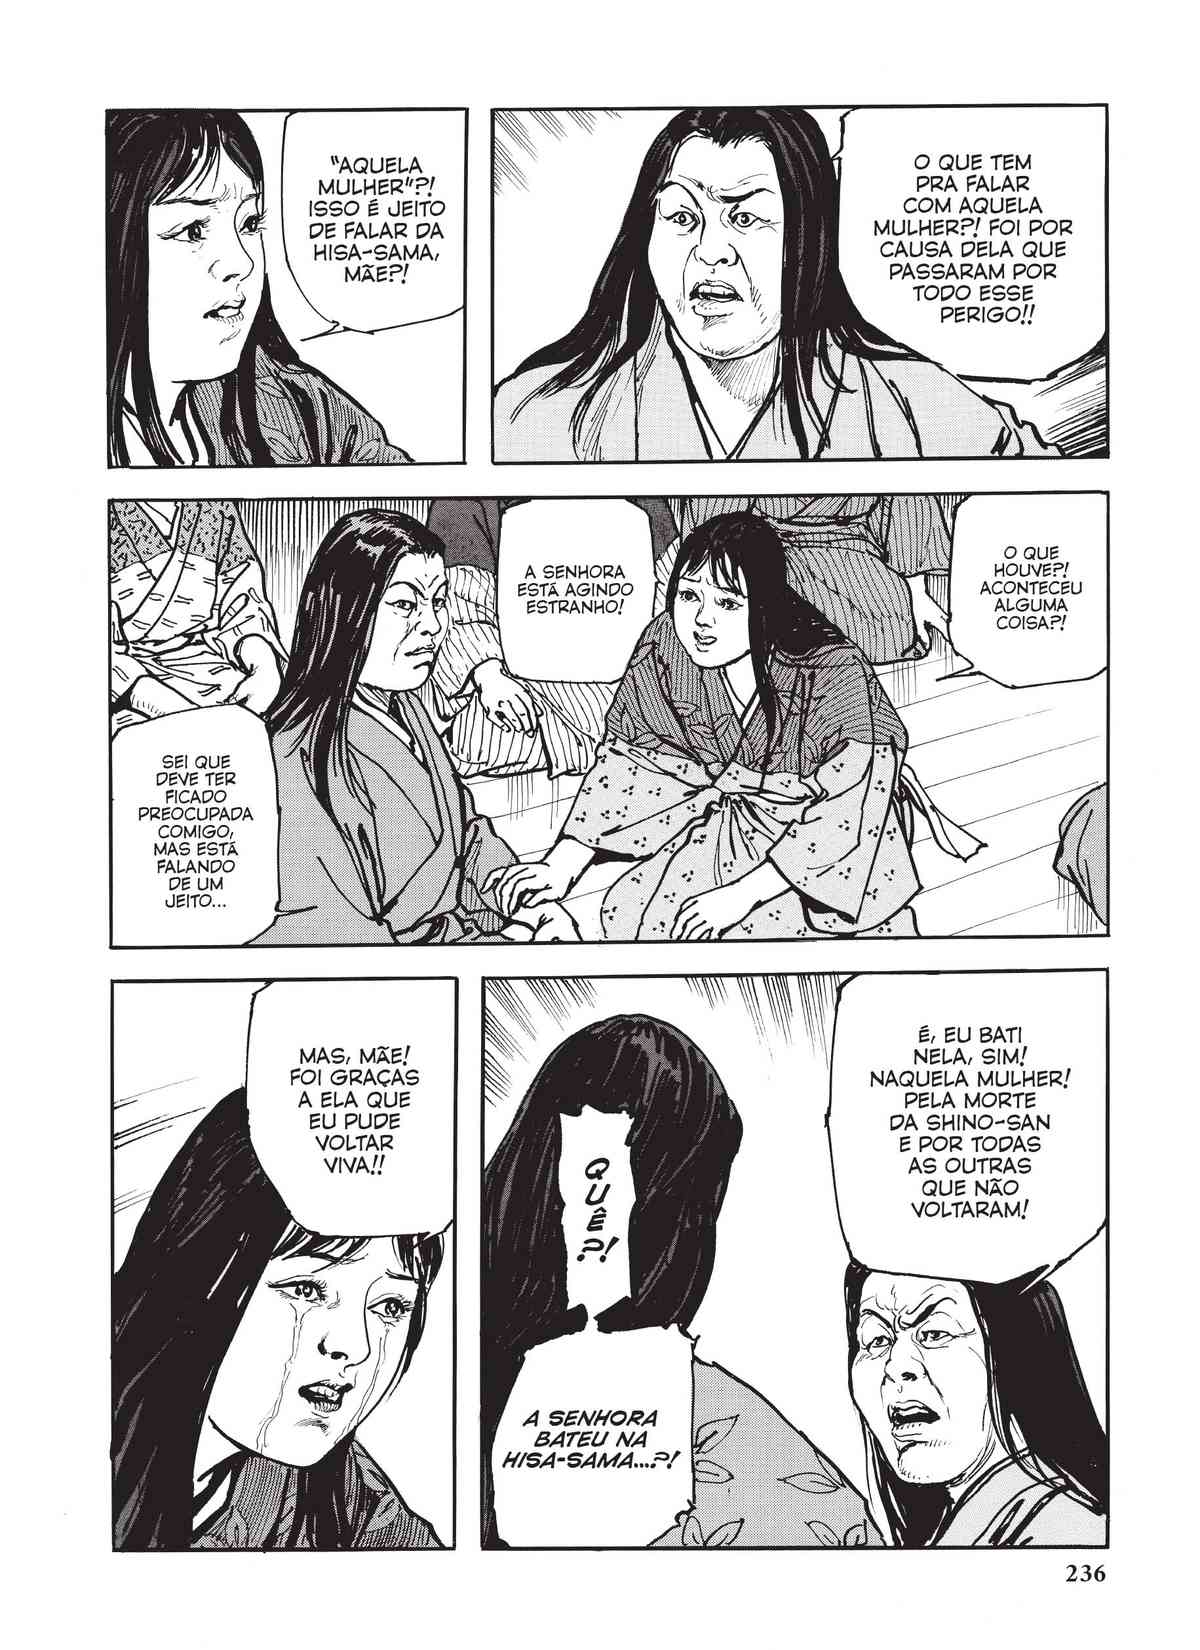 O QUE TEM
PRA FALAR
COM AQUELA
MULHER?! FOI POR
CAUSA DELA QUE
PASSARAM POR
TODO ESSE
PERIGO!!
"AQUELA
MULHER"?!
ISSO É JEITO
DE FALAR DA
HISA-SAMA,
MÃE?!
O QUE
HOUVE?!
ACONTECEU
ALGUMA
COISA?!
A SENHORA
ESTÁ AGINDO
ESTRANHO!
SEI QUE
DEVE TER
FICADO
PREOCUPADA
COMIGO,
MAS ESTÁ
FALANDO
DE UM
JEITO...
É, EU BATI
NELA, SIM!
NAQUELA MULHER!
PELA MORTE
DA SHINO-SAN
E POR TODAS
AS OUTRAS
QUE NÃO
VOLTARAM!
QUÊ?!
A SENHORA
BATEU NA
HISA-SAMA...?!
MAS, MÃE!
FOI GRAÇAS
A ELA QUE
EU PUDE
VOLTAR
VIVA!!
236